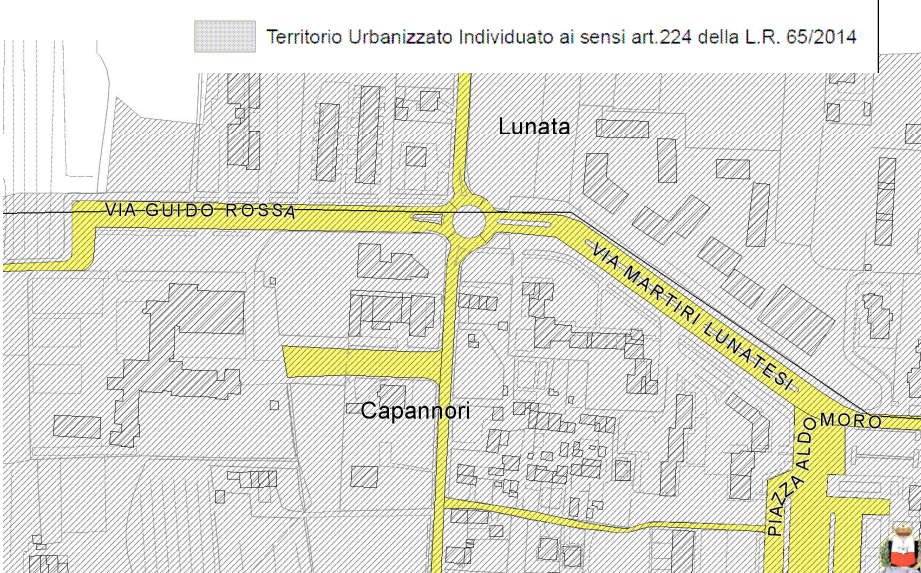 Territorio Urbanizzato Individuato ai sensi art.224 della L.R. 65/2014
Lunata
VIA GUIDO ROSSA
VIA MARTIRI LUNATESI
Capannori
PIAZZA ALDO MORO